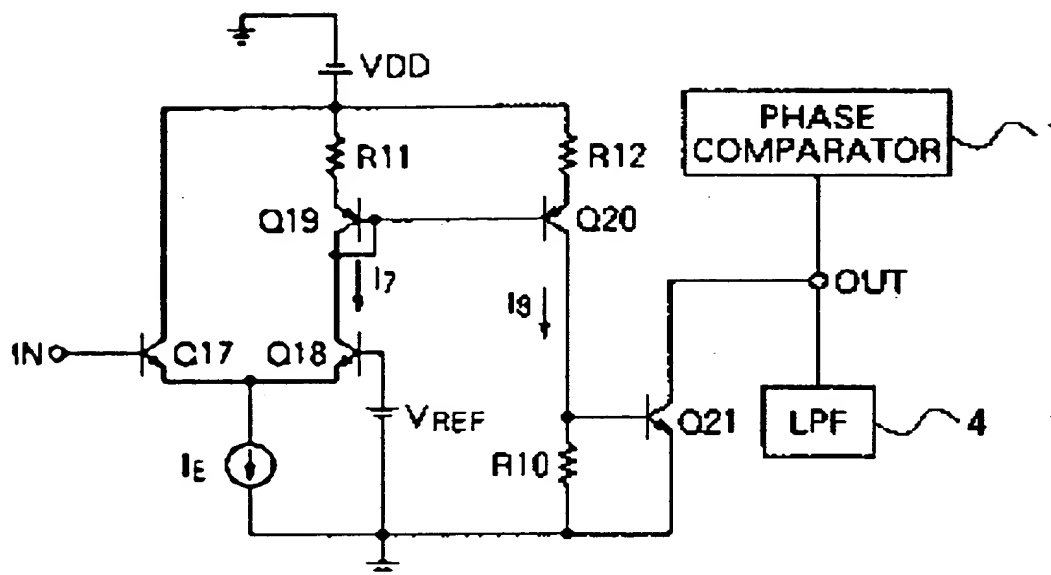 VDD
PHASE
COMPARATOR
R11
R12
Q19
Q20
I7
I8
OUT
IN
Q17
Q18
VREF
Q21
LPF
4
IE
R10